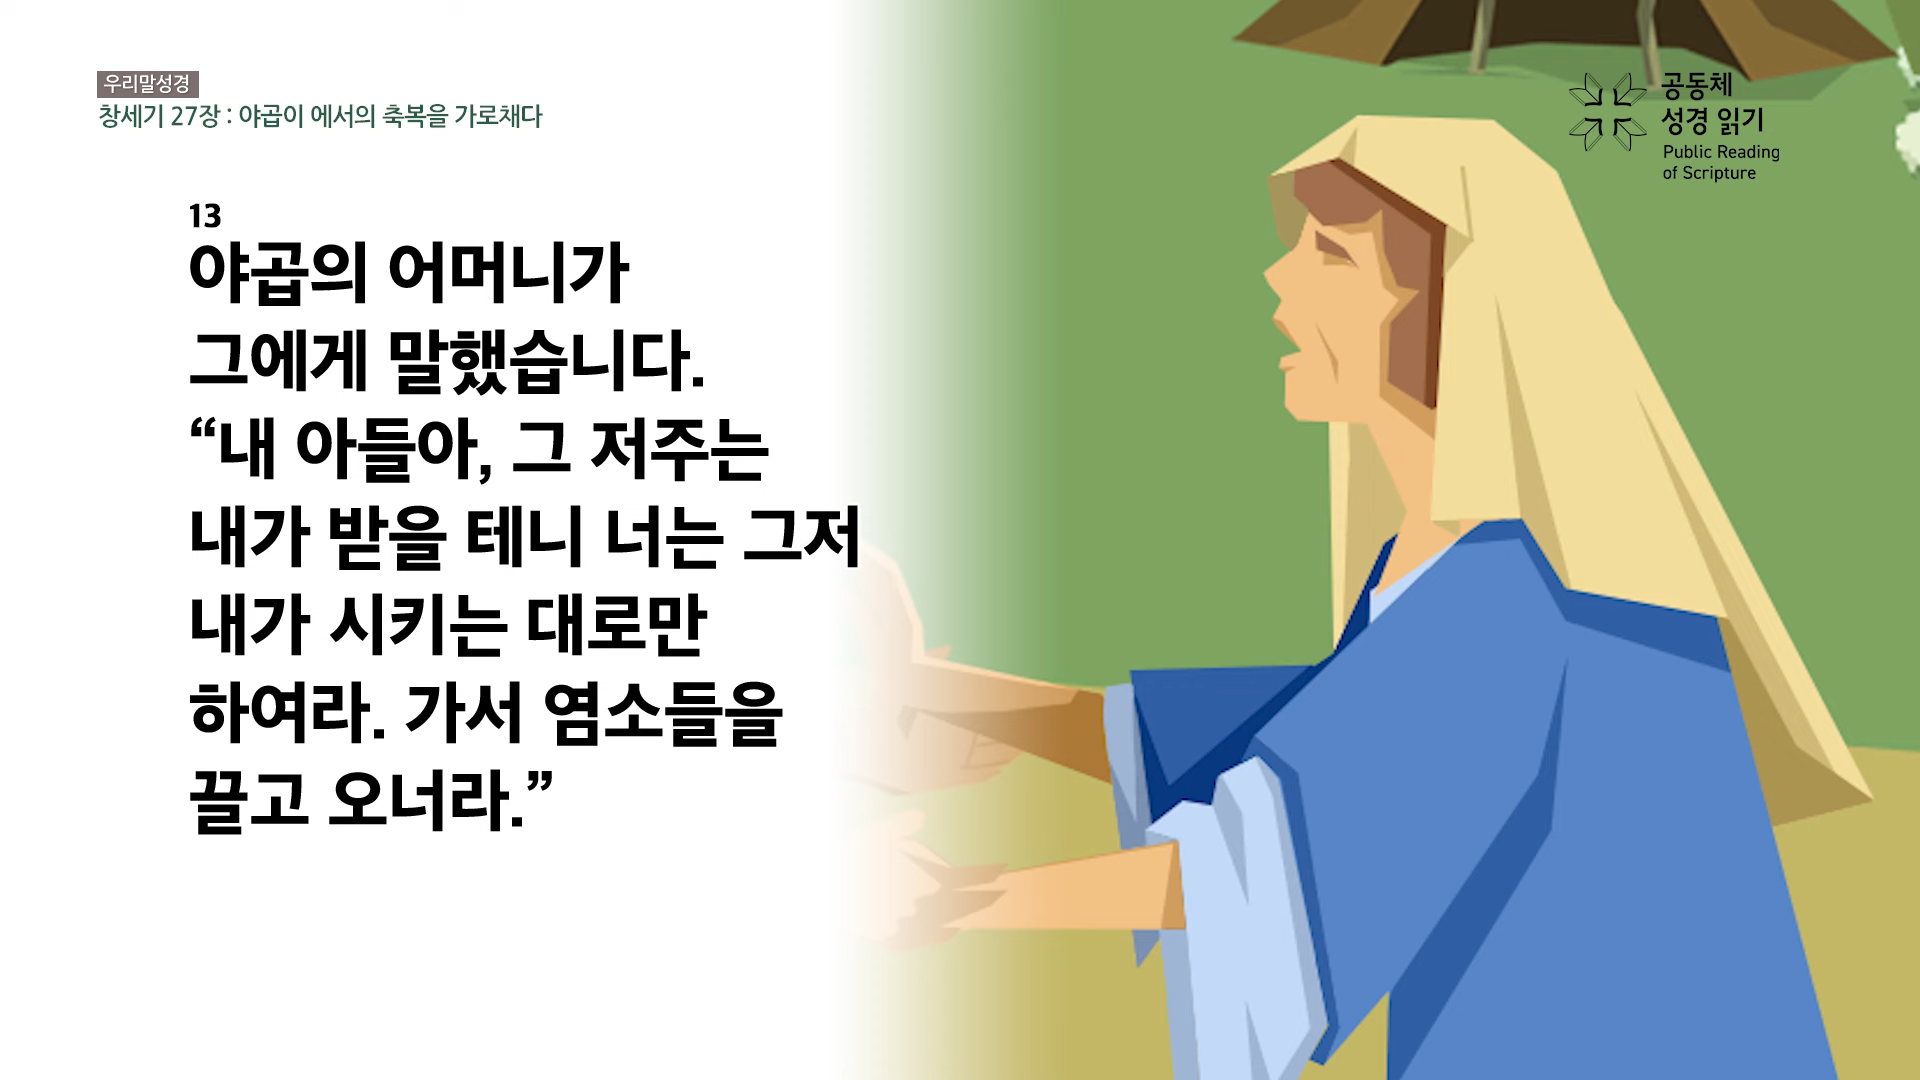 우리말성경
창세기 27장 : 야곱이 에서의 축복을 가로채다
공동체
성경 읽기
Public Reading
of Scripture
13
야곱의 어머니가
그에게 말했습니다.
“내 아들아, 그 저주는
내가 받을 테니 너는 그저
내가 시키는 대로만
하여라. 가서 염소들을
끌고 오너라.”